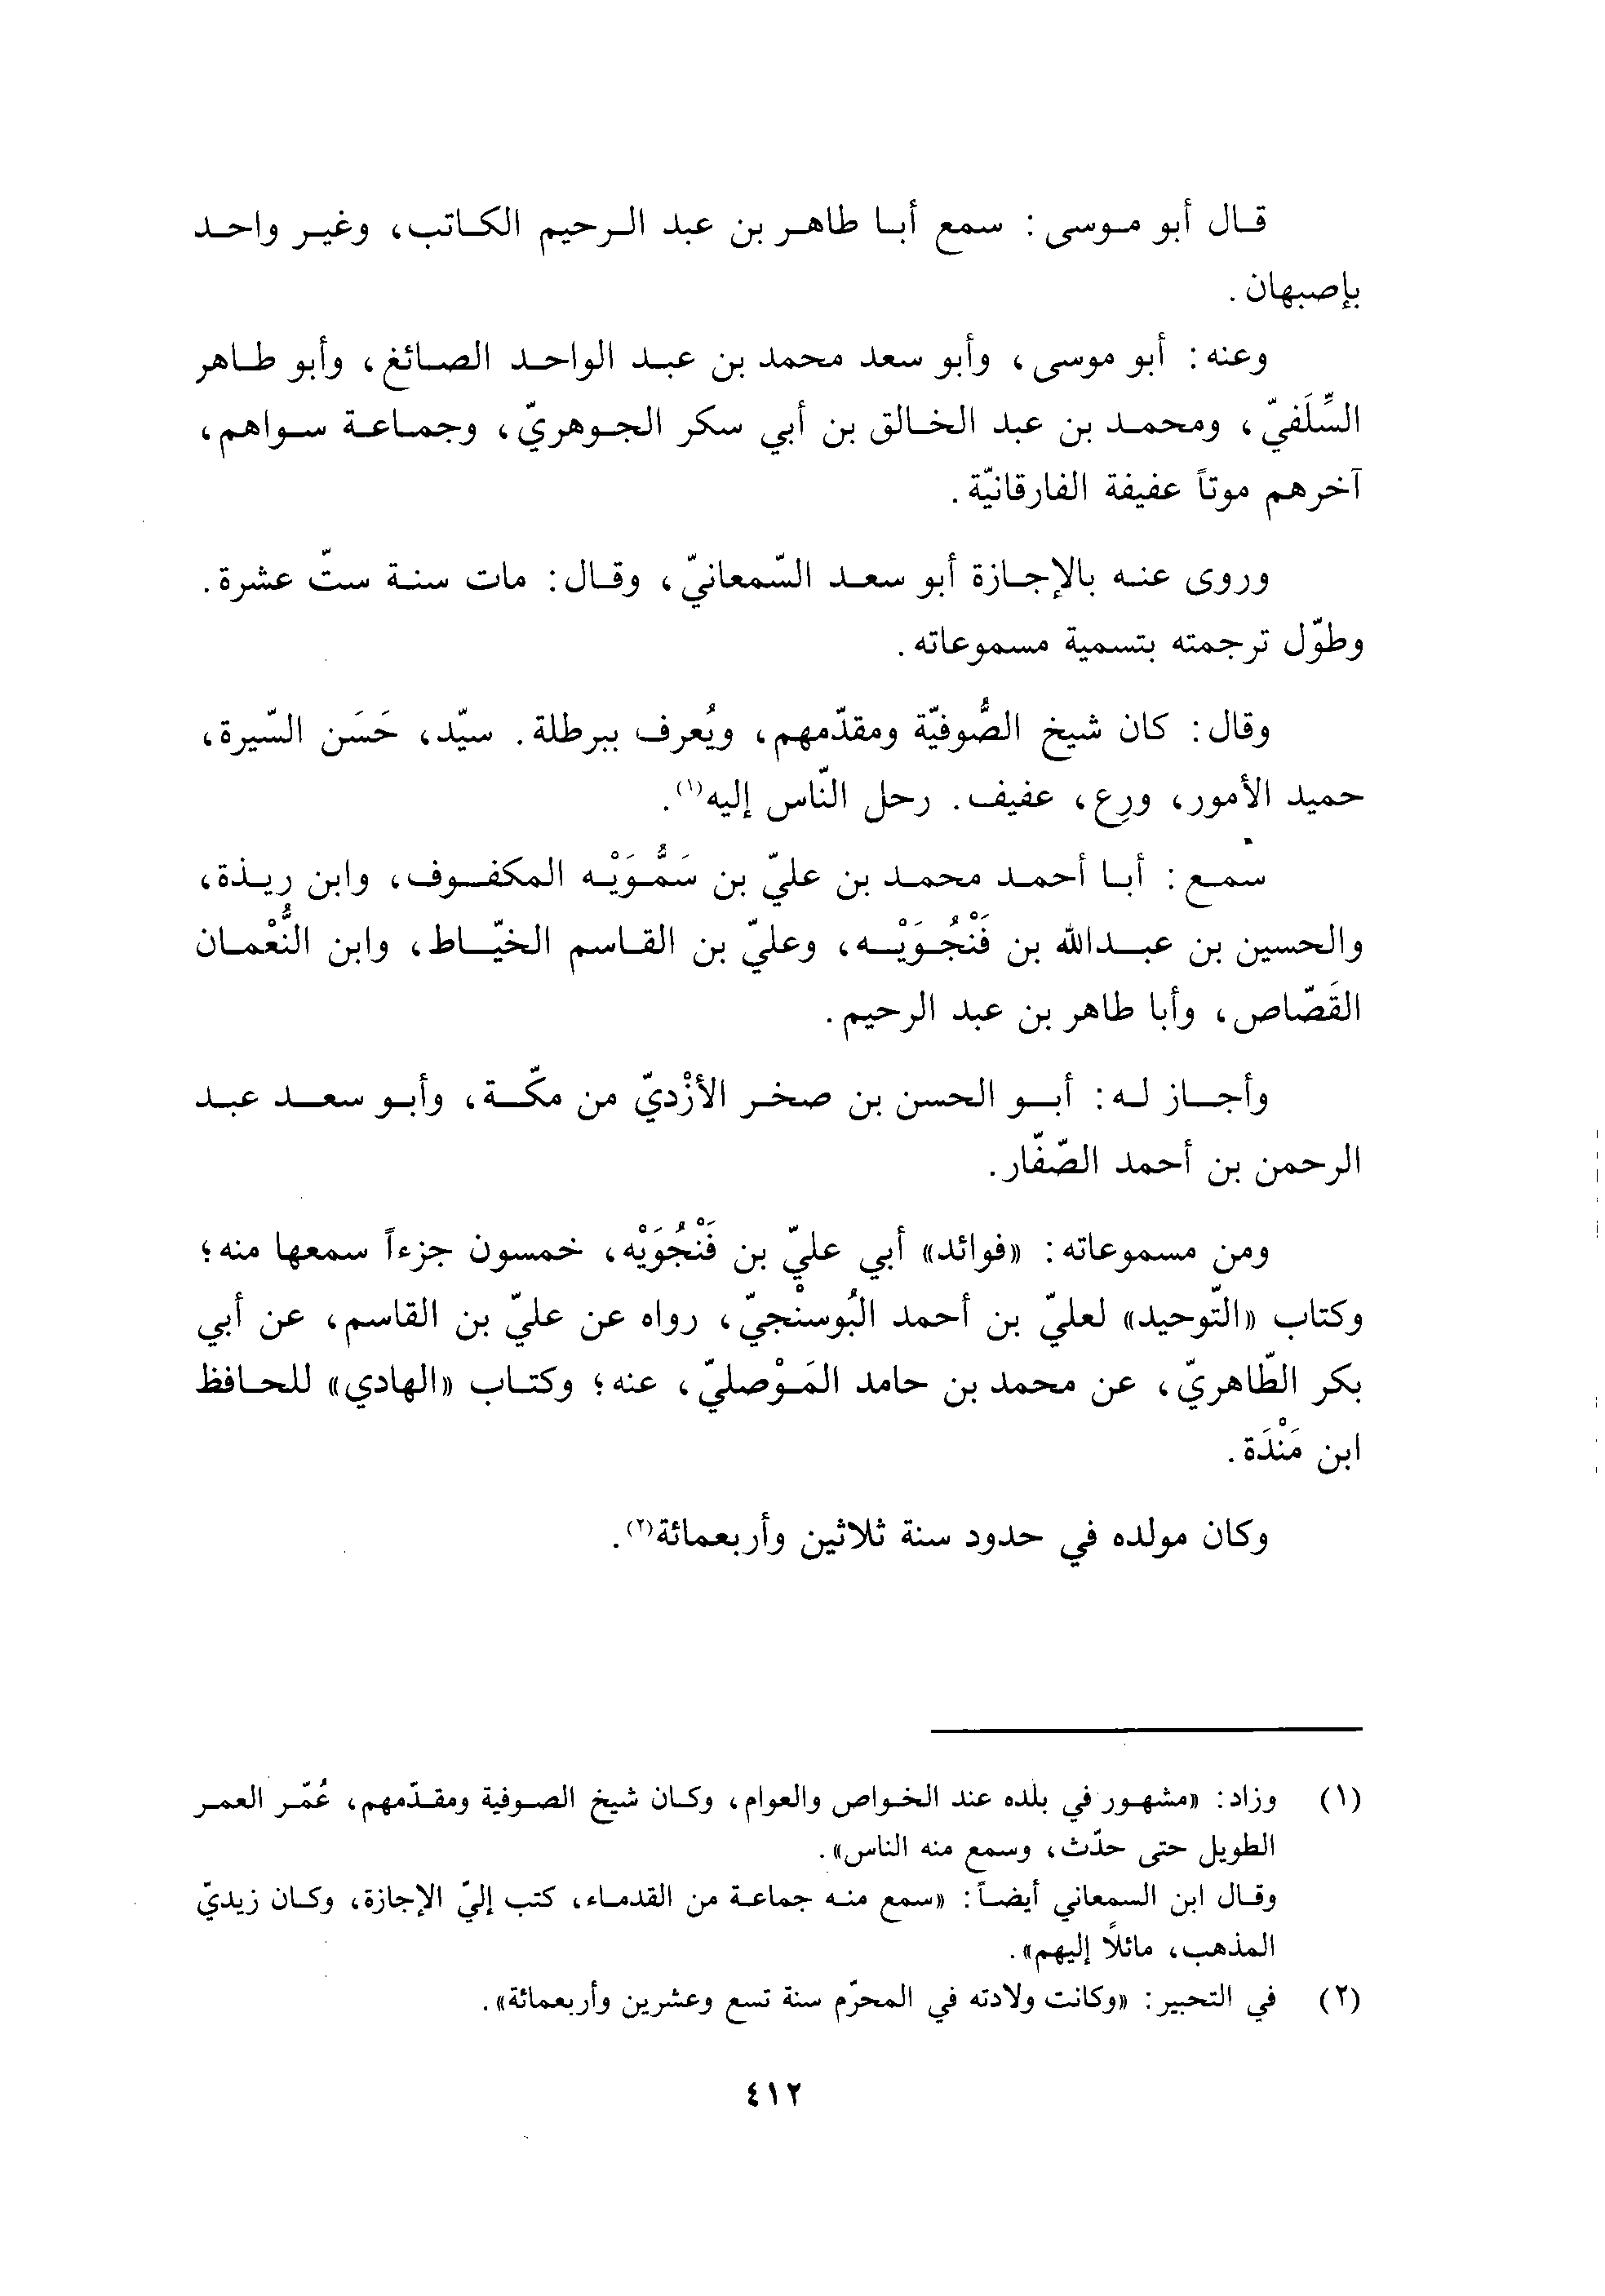 قال أبو موسى: سمع أبا طاهر بن عبد الرحيم الكاتب، وغير واحد
بإصبهان.
وعنه: أبو موسى، وأبو سعد محمد بن عبد الواحد الصائغ، وأبو طاهر
السِّلَفيّ، ومحمد بن عبد الخالق بن أبي سكر الجوهريّ، وجماعة سواهم،
آخرهم موتاً عفيفة الفارقانيّة.
وروى عنه بالإجازة أبو سعد السّمعانيّ، وقال: مات سنة ستّ عشرة.
وطوّل ترجمته بتسمية مسموعاته.
وقال: كان شيخ الصُّوفيّة ومقدّمهم، ويُعرف ببرطلة. سيّد، حَسَن السّيرة،
حميد الأمور، ورِع، عفيف. رحل النّاس إليه(١).
سمع: أبا أحمد محمد بن عليّ بن سَمُّوَيْه المكفوف، وابن ريذة،
والحسين بن عبدالله بن فَنْجُوَيْه، وعليّ بن القاسم الخيّاط، وابن النُّعْمان
القَصّاص، وأبا طاهر بن عبد الرحيم.
وأجاز له: أبو الحسن بن صخر الأزْديّ من مكّة، وأبو سعد عبد
الرحمن بن أحمد الصّفّار.
ومن مسموعاته: «فوائد» أبي عليّ بن فَنْجُوَيْه، خمسون جزءاً سمعها منه؛
وكتاب «التّوحيد» لعليّ بن أحمد البُوسنْجيّ، رواه عن عليّ بن القاسم، عن أبي
بكر الطّاهريّ، عن محمد بن حامد المَوْصليّ، عنه؛ وكتاب «الهادي» للحافظ
ابن مَنْدَة.
وكان مولده في حدود سنة ثلاثين وأربعمائة(٢).
(١) وزاد: «مشهور في بلده عند الخواص والعوام، وكان شيخ الصوفية ومقدّمهم، عُمّر العمر
الطويل حتى حدّث، وسمع منه الناس».
وقال ابن السمعاني أيضاً: «سمع منه جماعة من القدماء، كتب إليّ الإجازة، وكان زيديّ
المذهب، مائلاً إليهم».
(٢) في التحبير: «وكانت ولادته في المحرّم سنة تسع وعشرين وأربعمائة».
٤١٢